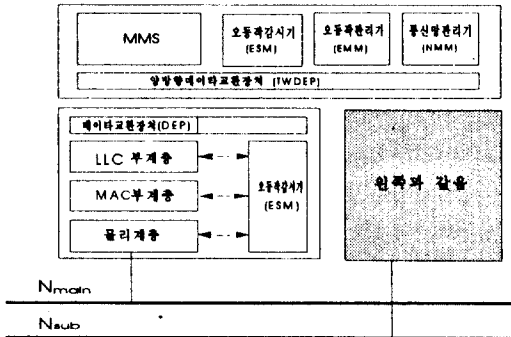 MMS
오동작감시기
(ESM)
오동작관리기
(EMM)
통신망관리기
(NMM)
양방향데이타교환장치 (TWDEP)
데이타교환장치(DEP)
LLC 부계층
MAC부계층
물리계층
오동작감시기
(ESM)
왼쪽과 같음
Nmain
Nsub